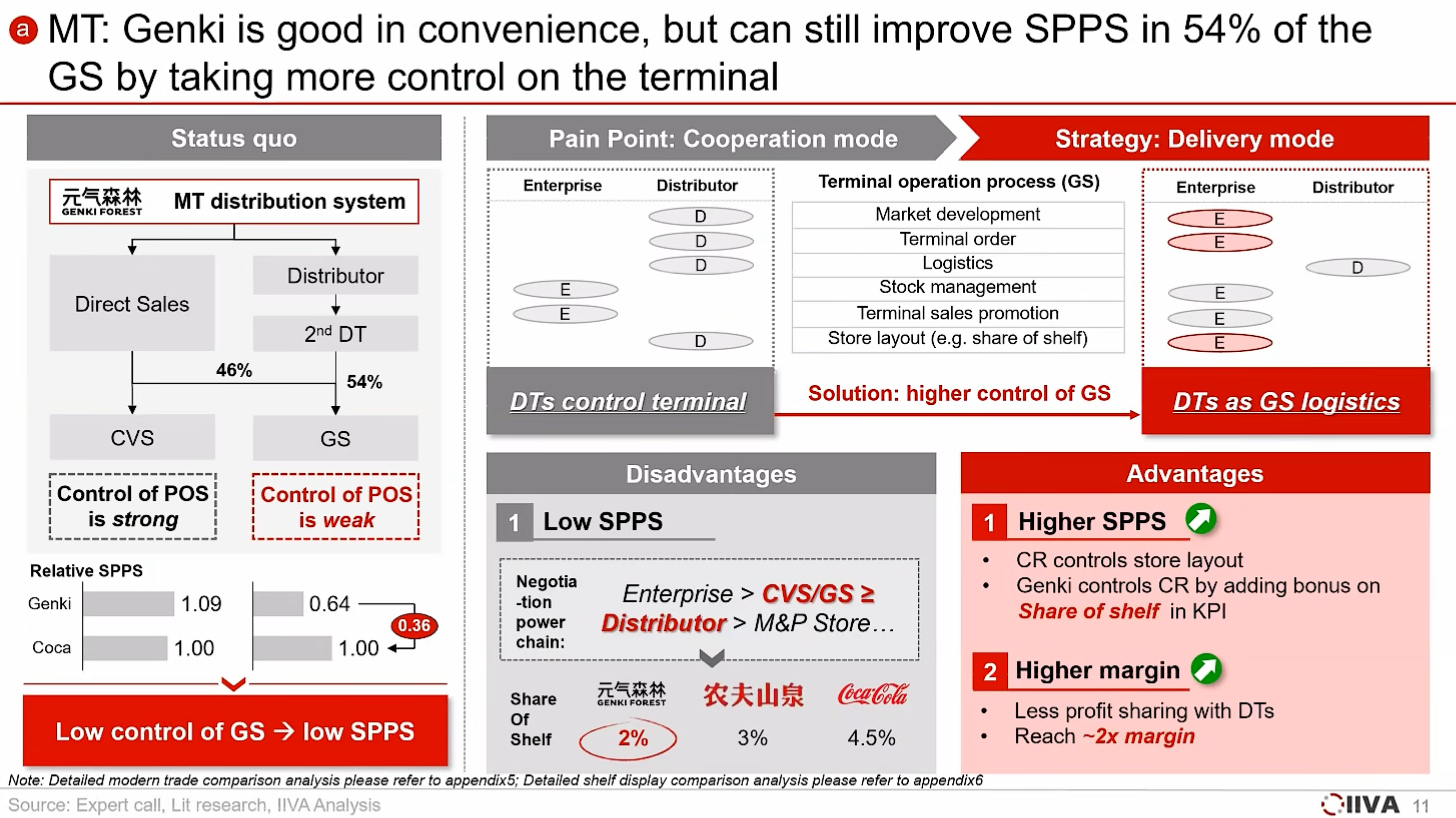 a MT: Genki is good in convenience, but can still improve SPPS in 54% of the
GS by taking more control on the terminal
Status quo
元气森林
GENKI FOREST
MT distribution system
Direct Sales
Distributor
2nd DT
46%
54%
CVS
GS
Control of POS
is strong
Control of POS
is weak
Relative SPPS
Genki
1.09
0.64
0.36
Coca
1.00
1.00
Low control of GS → low SPPS
Pain Point: Cooperation mode
Strategy: Delivery mode
Enterprise
Distributor
Terminal operation process (GS)
Enterprise
Distributor
D
Market development
E
D
Terminal order
E
D
Logistics
D
E
Stock management
E
E
Terminal sales promotion
E
D
Store layout (e.g. share of shelf)
E
DTs control terminal
Solution: higher control of GS
DTs as GS logistics
Disadvantages
1 Low SPPS
Negotia
-tion
power
chain:
Enterprise > CVS/GS ≥
Distributor > M&P Store…
Share
Of
Shelf
元气森林
GENKI FOREST
农夫山泉
Coca-Cola
2%
3%
4.5%
Advantages
1 Higher SPPS
• CR controls store layout
• Genki controls CR by adding bonus on
Share of shelf in KPI
2 Higher margin
• Less profit sharing with DTs
• Reach ~2x margin
Note: Detailed modern trade comparison analysis please refer to appendix5; Detailed shelf display comparison analysis please refer to appendix6
Source: Expert call, Lit research, IIVA Analysis
IIVA
11